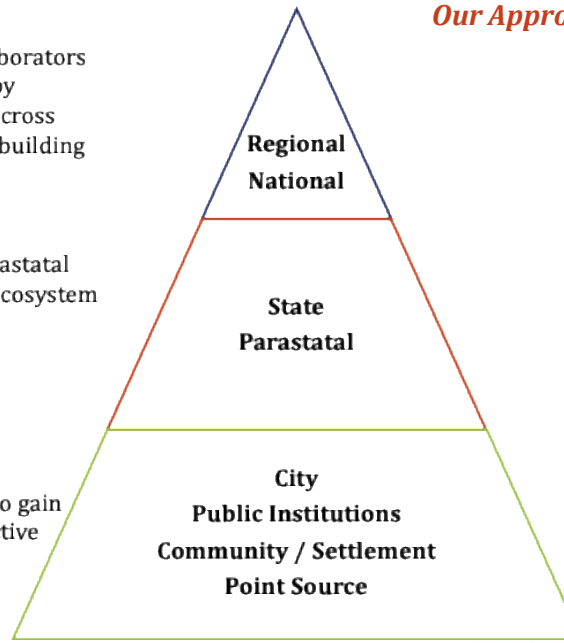 Our Appro
borators
by
cross
building
Regional
National
astatal
cosystem
State
Parastatal
o gain
tive
City
Public Institutions
Community / Settlement
Point Source